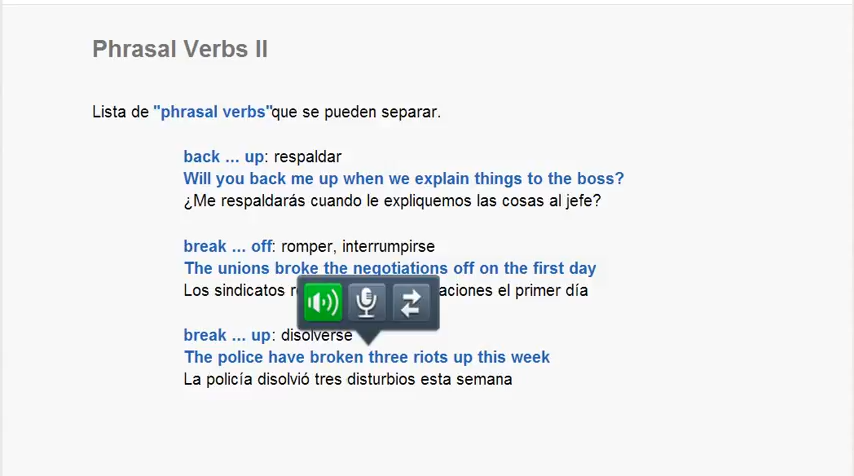 Phrasal Verbs II
Lista de "phrasal verbs"que se pueden separar.
back ... up: respaldar
Will you back me up when we explain things to the boss?
¿Me respaldarás cuando le expliquemos las cosas al jefe?
break ... off: romper, interrumpirse
The unions broke the negotiations off on the first day
Los sindicatos el primer día
break ... up: disolverse
The police have broken three riots up this week
La policía disolvió tres disturbios esta semana